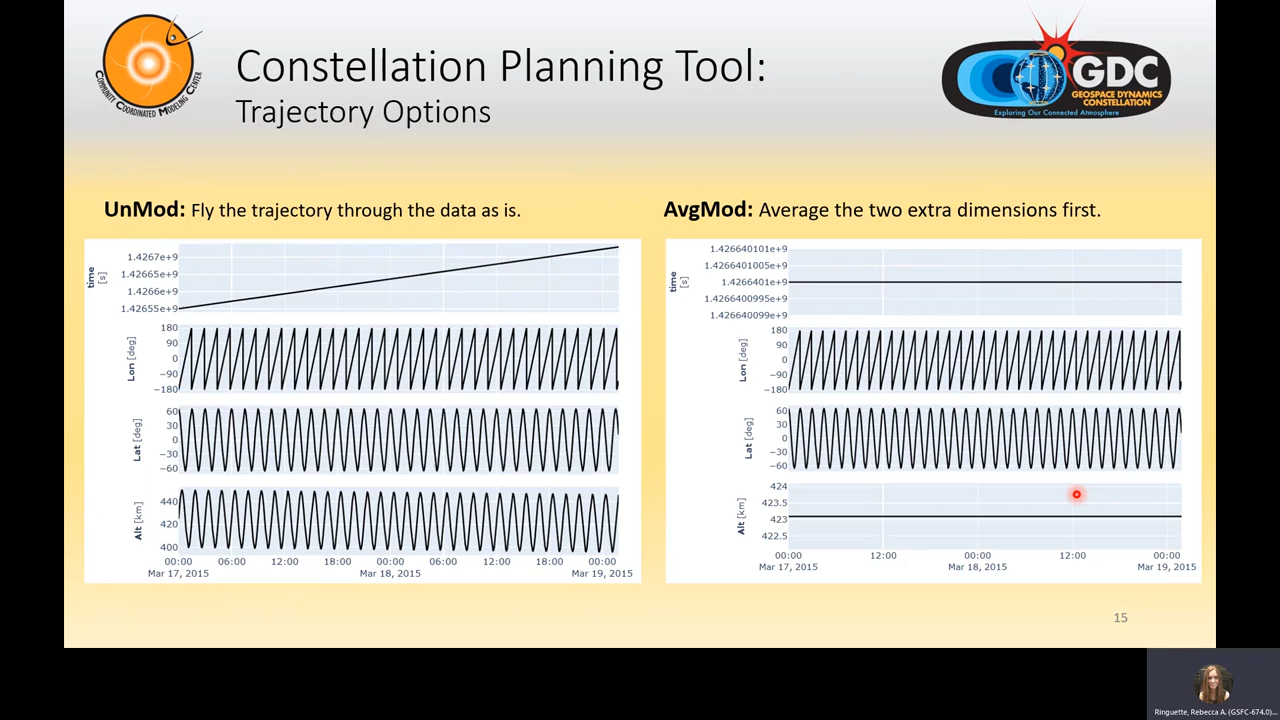 COMMUNITY COORDINATED MODELING CENTER
Constellation Planning Tool:
Trajectory Options
GDC
GEOSPACE DYNAMICS
CONSTELLATION
Exploring Our Connected Atmosphere
UnMod: Fly the trajectory through the data as is.
time
[s]
1.4267e+9
1.42665e+9
1.4266e+9
1.42655e+9
Lon [deg]
180
90
0
−90
−180
Lat [deg]
60
30
0
−30
−60
Alt [km]
440
420
400
00:00 06:00 12:00 18:00 00:00 06:00 12:00 18:00 00:00
Mar 17, 2015 Mar 18, 2015 Mar 19, 2015
AvgMod: Average the two extra dimensions first.
time
[s]
1.426640101e+9
1.4266401005e+9
1.4266401e+9
1.4266400995e+9
1.426640099e+9
Lon [deg]
180
90
0
−90
−180
Lat [deg]
60
30
0
−30
−60
Alt [km]
424
423.5
423
422.5
00:00 12:00 00:00 12:00 00:00
Mar 17, 2015 Mar 18, 2015 Mar 19, 2015
15
Ringuette, Rebecca A. (GSFC-674.0)...